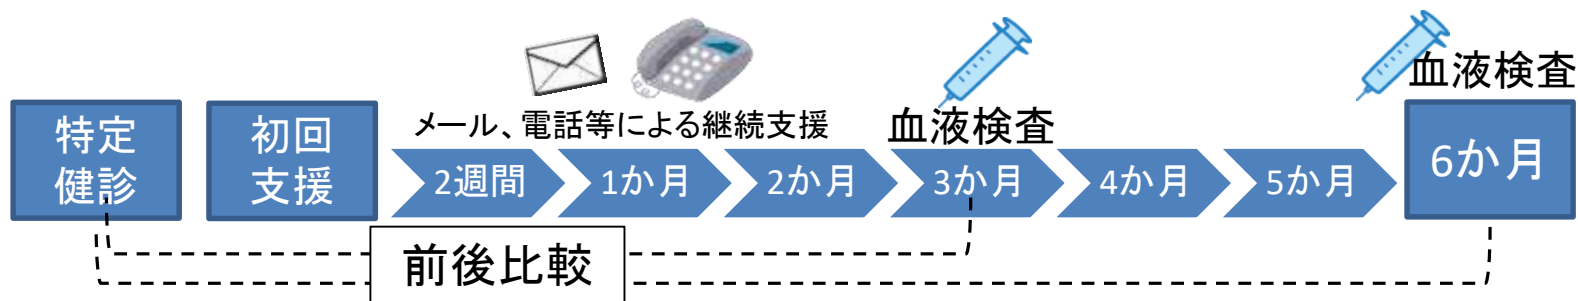 血液検査
メール、電話等による継続支援
血液検査
特定
健診
初回
支援
2週間
1か月
2か月
3か月
4か月
5か月
6か月
前後比較